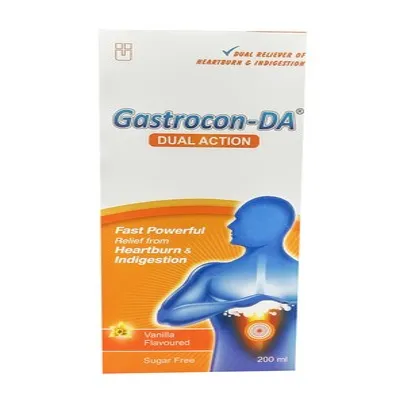 ✓DUAL RELIEVER OF
HEARTBURN & INDIGESTION
Gastrocon-DA®
DUAL ACTION
Fast Powerful
Relief from
Heartburn &
Indigestion
Vanilla
Flavoured
Sugar Free
200 ml